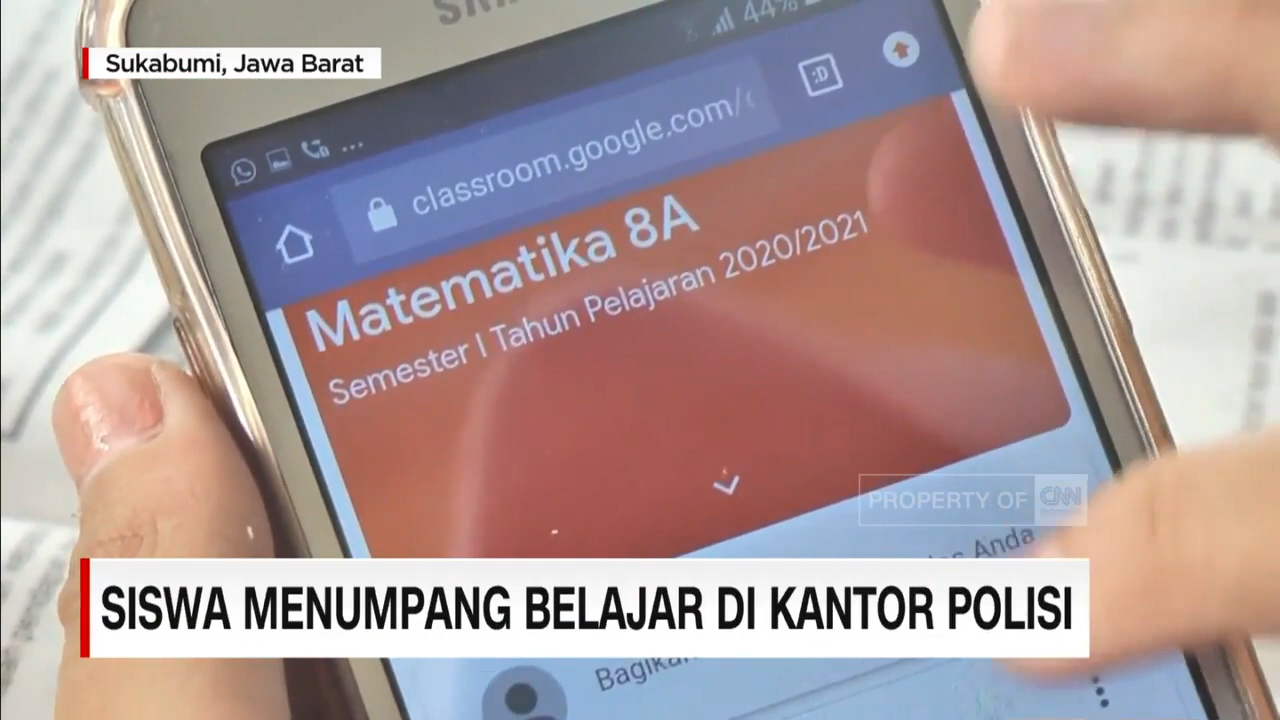 Sukabumi, Jawa Barat
44%
classroom.google.com/
:D
Matematika 8A
Semester I Tahun Pelajaran 2020/2021
PROPERTY OF CNN
Anda
SISWA MENUMPANG BELAJAR DI KANTOR POLISI